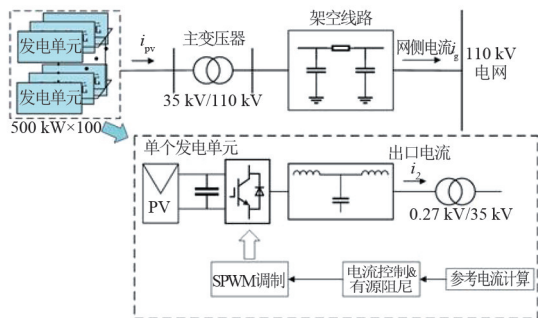 发电单元
发电单元
500 kW×100
i_pv
主变压器
35 kV/110 kV
架空线路
网侧电流i_g
110 kV
电网
单个发电单元
PV
出口电流
i_2
0.27 kV/35 kV
SPWM调制
电流控制&
有源阻尼
参考电流计算